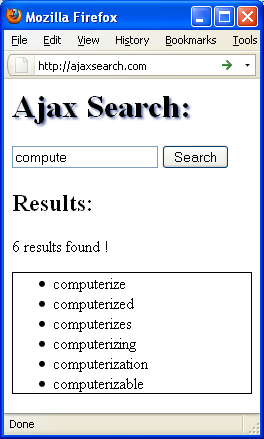 Mozilla Firefox
File Edit View History Bookmarks Tools
http://ajaxsearch.com
Ajax Search:
compute Search
Results:
6 results found !
computerize
computerized
computerizes
computerizing
computerization
computerizable
Done